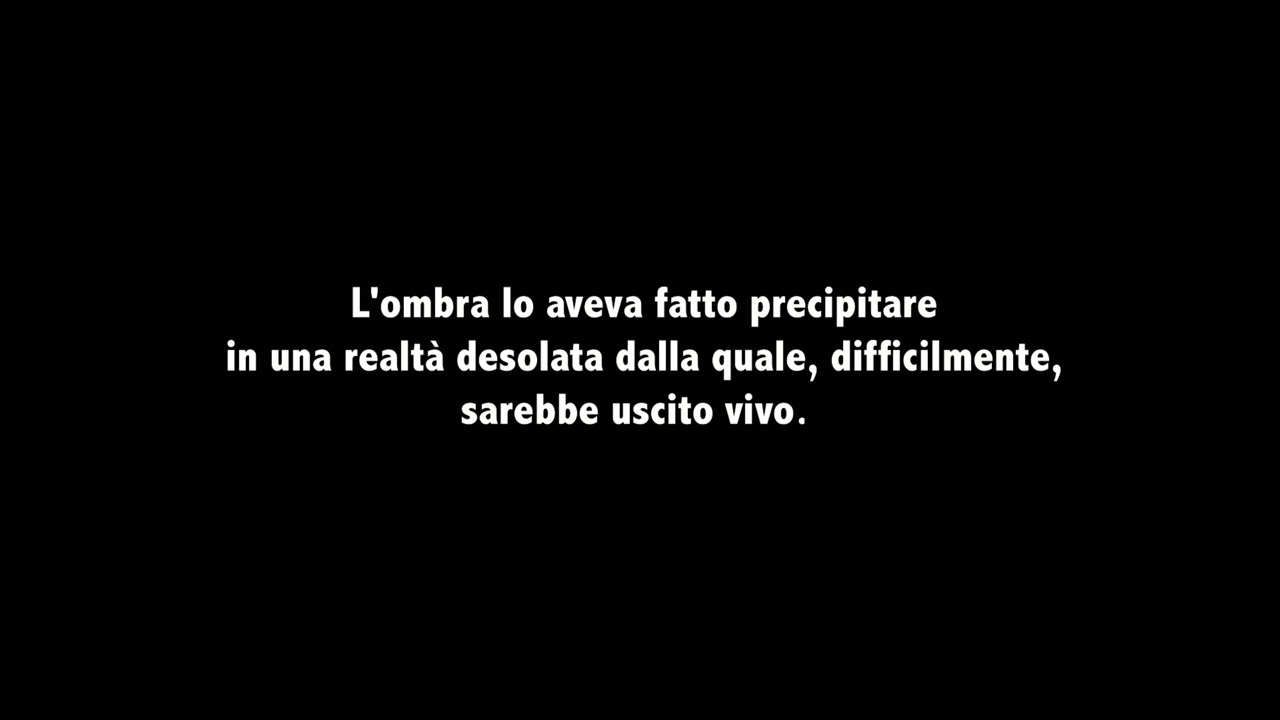 L'ombra lo aveva fatto precipitare
in una realtà desolata dalla quale, difficilmente,
sarebbe uscito vivo.